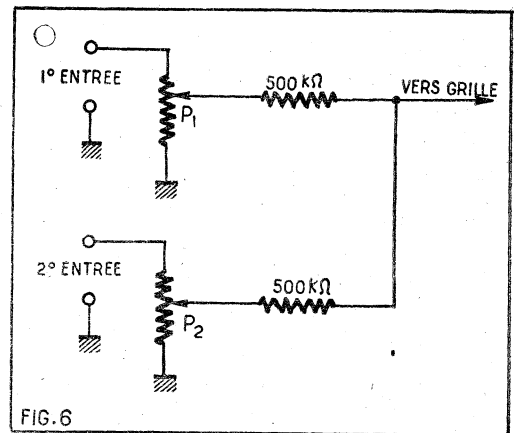 1° ENTREE
P1
500 kΩ
VERS GRILLE
2° ENTREE
P2
500 kΩ
FIG.6